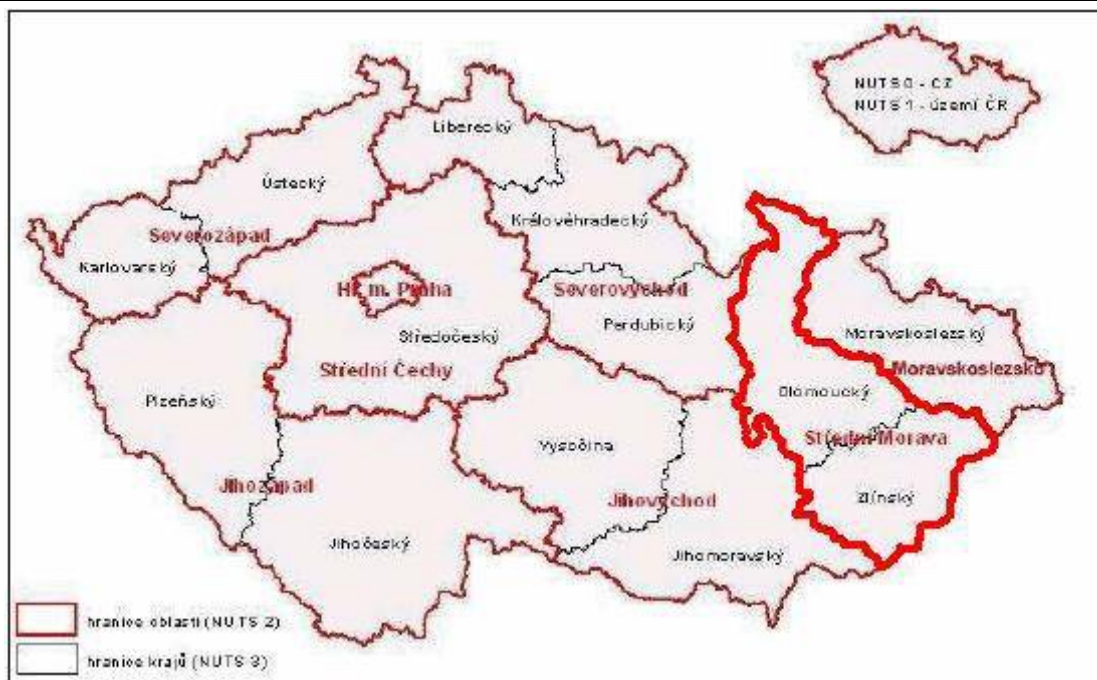 NUTS 0 - CZ
NUTS 1 - území ČR
Liberecký
Ústecký
Královéhradecký
Severozápad
Karlovarský
Hl. m. Praha
Severovýchod
Pardubický
Středočeský
Moravskoslezský
Střední Čechy
Moravskoslezsko
Plzeňský
Olomoucký
Vysočina
Střední Morava
Jihozápad
Jihovýchod
Zlínský
Jihočeský
Jihomoravský
hranice oblastí (NUTS 2)
hranice krajů (NUTS 3)